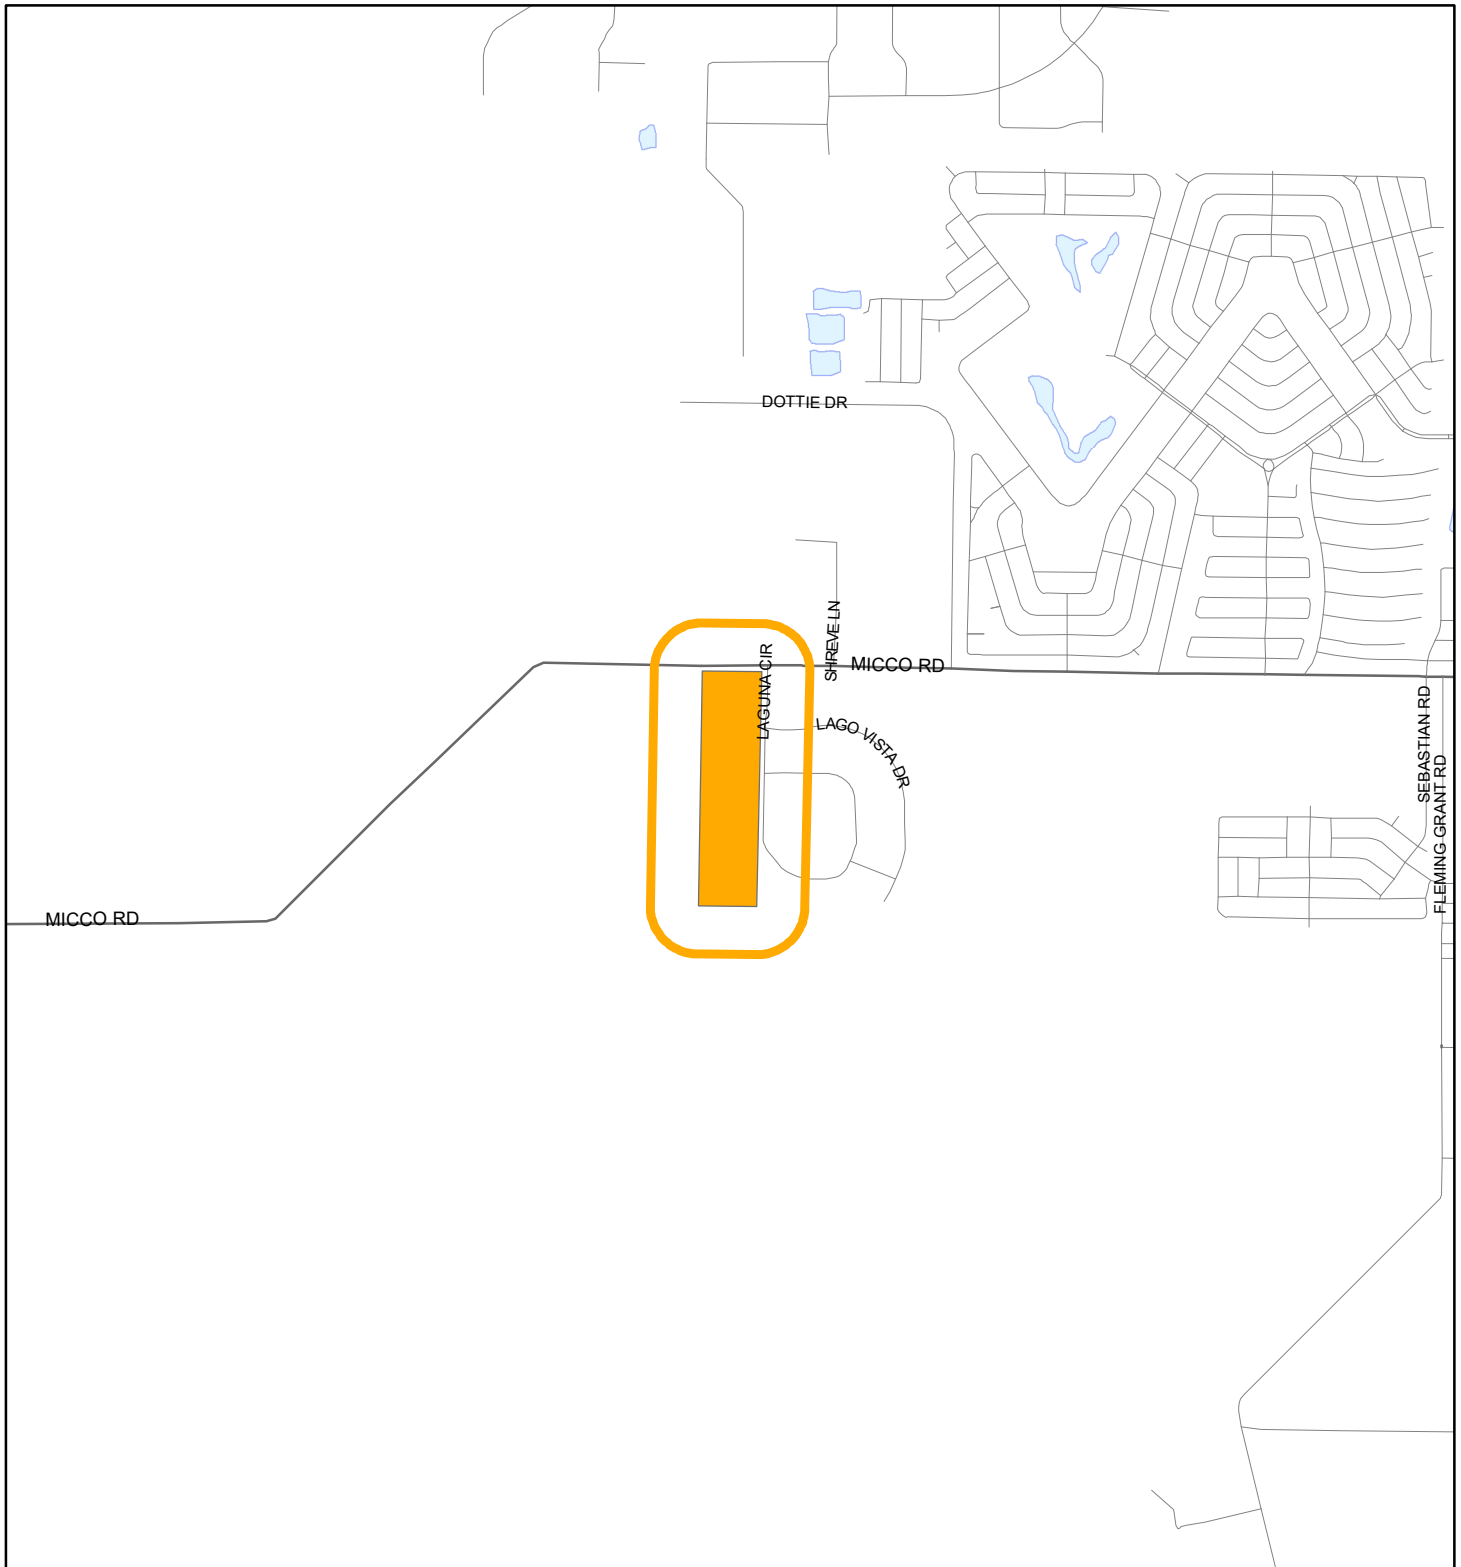 DOTTIE DR
SHREVE LN
MICCO RD
LAGUNA CIR
LAGO VISTA DR
SEBASTIAN RD
FLEMING GRANT RD
MICCO RD